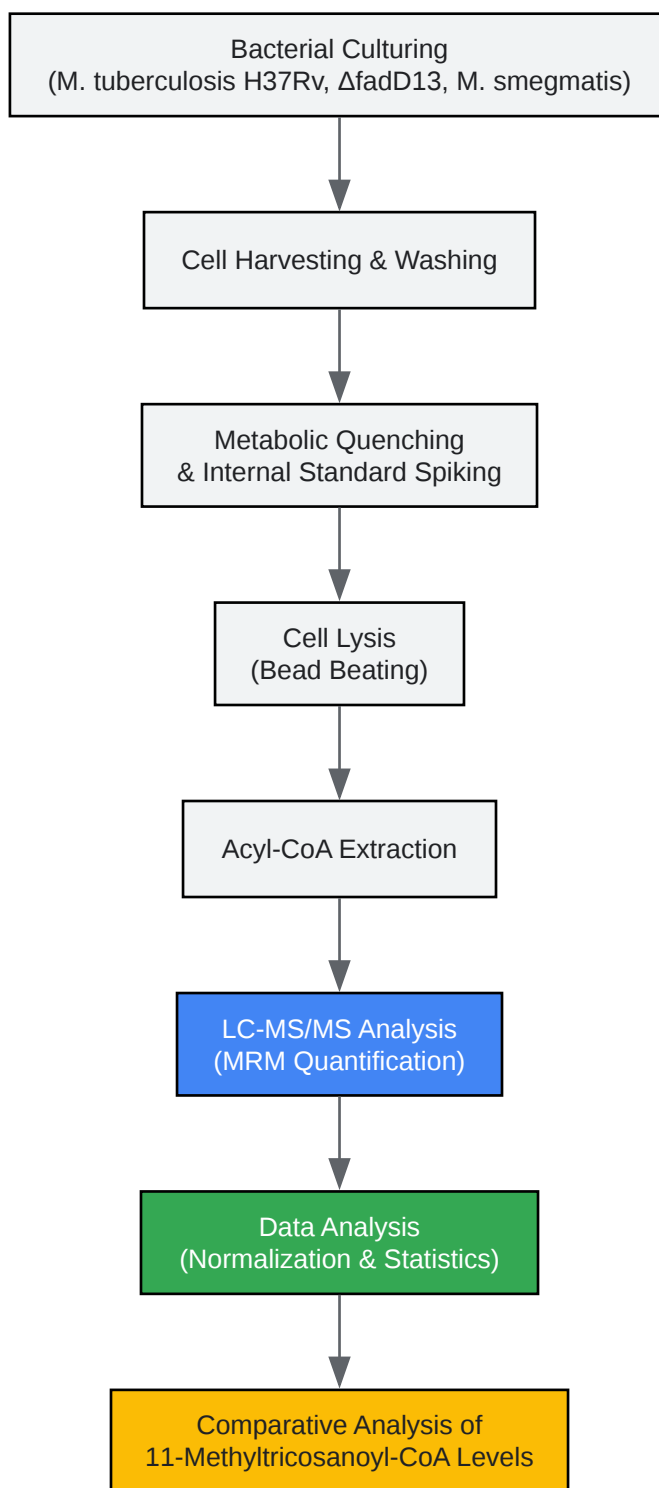 Bacterial Culturing
(M. tuberculosis H37Rv, ΔfadD13, M. smegmatis)
Cell Harvesting & Washing
Metabolic Quenching
& Internal Standard Spiking
Cell Lysis
(Bead Beating)
Acyl-CoA Extraction
LC-MS/MS Analysis
(MRM Quantification)
Data Analysis
(Normalization & Statistics)
Comparative Analysis of
11-Methyltricosanoyl-CoA Levels